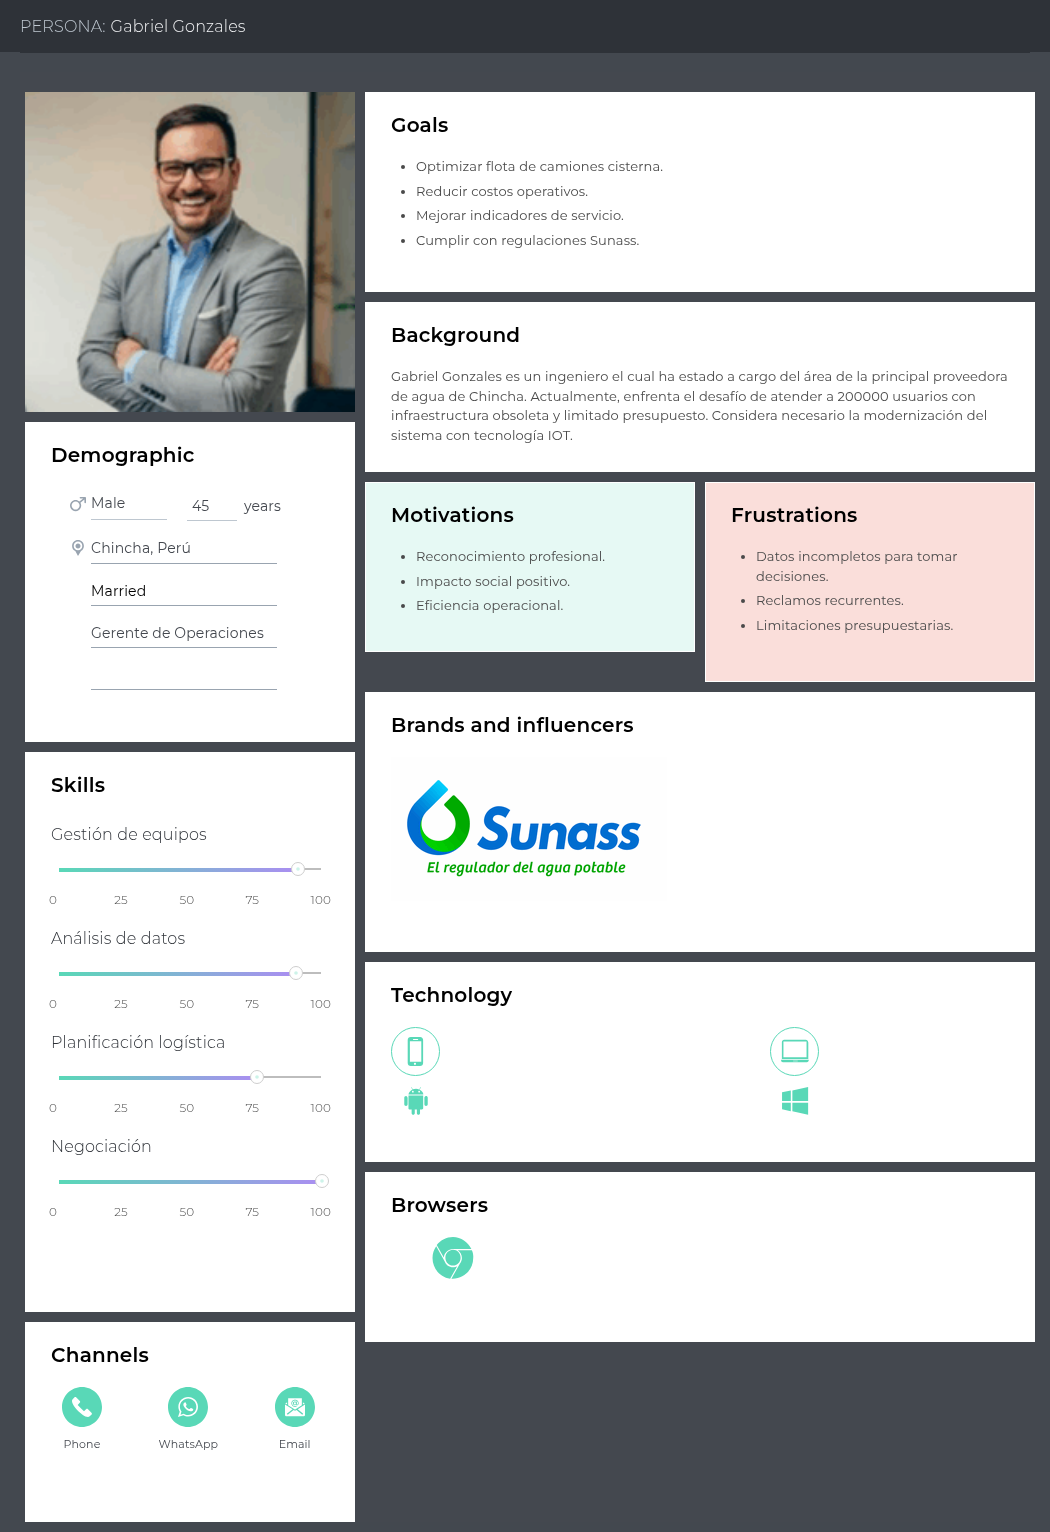 PERSONA: Gabriel Gonzales
Demographic
Male
45 years
Chincha, Perú
Married
Gerente de Operaciones
Skills
Gestión de equipos
0 25 50 75 100
Análisis de datos
0 25 50 75 100
Planificación logística
0 25 50 75 100
Negociación
0 25 50 75 100
Channels
Phone WhatsApp Email
Goals
• Optimizar flota de camiones cisterna.
• Reducir costos operativos.
• Mejorar indicadores de servicio.
• Cumplir con regulaciones Sunass.
Background
Gabriel Gonzales es un ingeniero el cual ha estado a cargo del área de la principal proveedora
de agua de Chincha. Actualmente, enfrenta el desafío de atender a 200000 usuarios con
infraestructura obsoleta y limitado presupuesto. Considera necesario la modernización del
sistema con tecnología IOT.
Motivations
• Reconocimiento profesional.
• Impacto social positivo.
• Eficiencia operacional.
Frustrations
• Datos incompletos para tomar
decisiones.
• Reclamos recurrentes.
• Limitaciones presupuestarias.
Brands and influencers
Sunass
El regulador del agua potable
Technology
Browsers